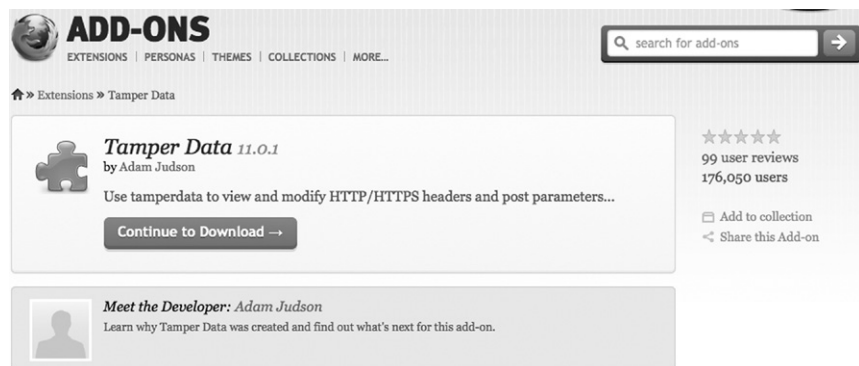 ADD-ONS
EXTENSIONS | PERSONAS | THEMES | COLLECTIONS | MORE...
search for add-ons
» Extensions » Tamper Data
Tamper Data 11.0.1
by Adam Judson
Use tamperdata to view and modify HTTP/HTTPS headers and post parameters...
Continue to Download →
99 user reviews
176,050 users
Add to collection
Share this Add-on
Meet the Developer: Adam Judson
Learn why Tamper Data was created and find out what's next for this add-on.